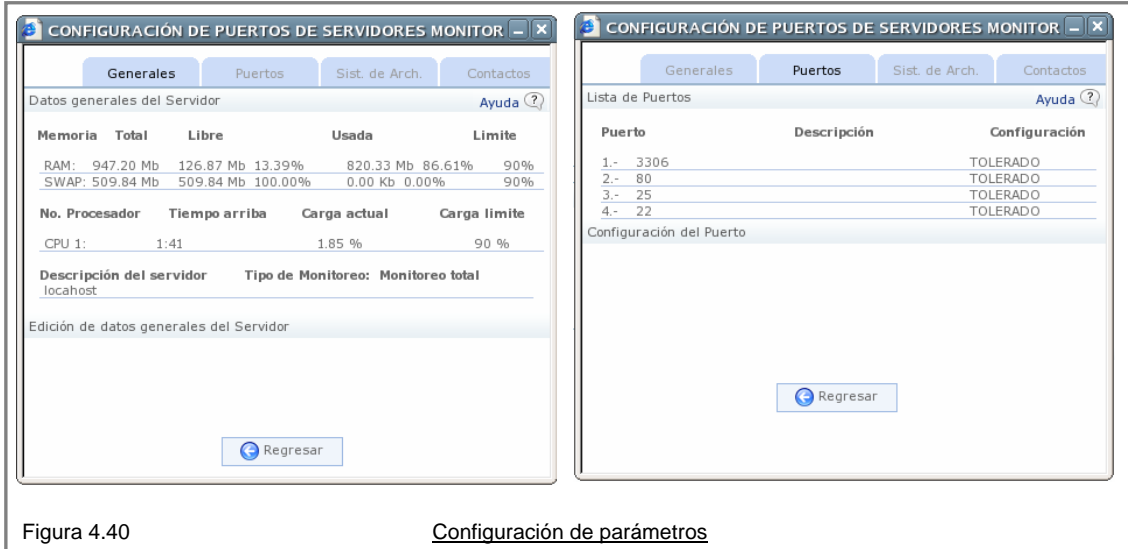 CONFIGURACIÓN DE PUERTOS DE SERVIDORES MONITOR
Generales Puertos Sist. de Arch. Contactos
Datos generales del Servidor Ayuda ?
Memoria Total Libre Usada Limite
RAM: 947.20 Mb 126.87 Mb 13.39% 820.33 Mb 86.61% 90%
SWAP: 509.84 Mb 509.84 Mb 100.00% 0.00 Kb 0.00% 90%
No. Procesador Tiempo arriba Carga actual Carga limite
CPU 1: 1:41 1.85 % 90 %
Descripción del servidor Tipo de Monitoreo: Monitoreo total
locahost
Edición de datos generales del Servidor
Regresar
CONFIGURACIÓN DE PUERTOS DE SERVIDORES MONITOR
Generales Puertos Sist. de Arch. Contactos
Lista de Puertos Ayuda ?
Puerto Descripción Configuración
1.- 3306 TOLERADO
2.- 80 TOLERADO
3.- 25 TOLERADO
4.- 22 TOLERADO
Configuración del Puerto
Regresar
Figura 4.40 Configuración de parámetros